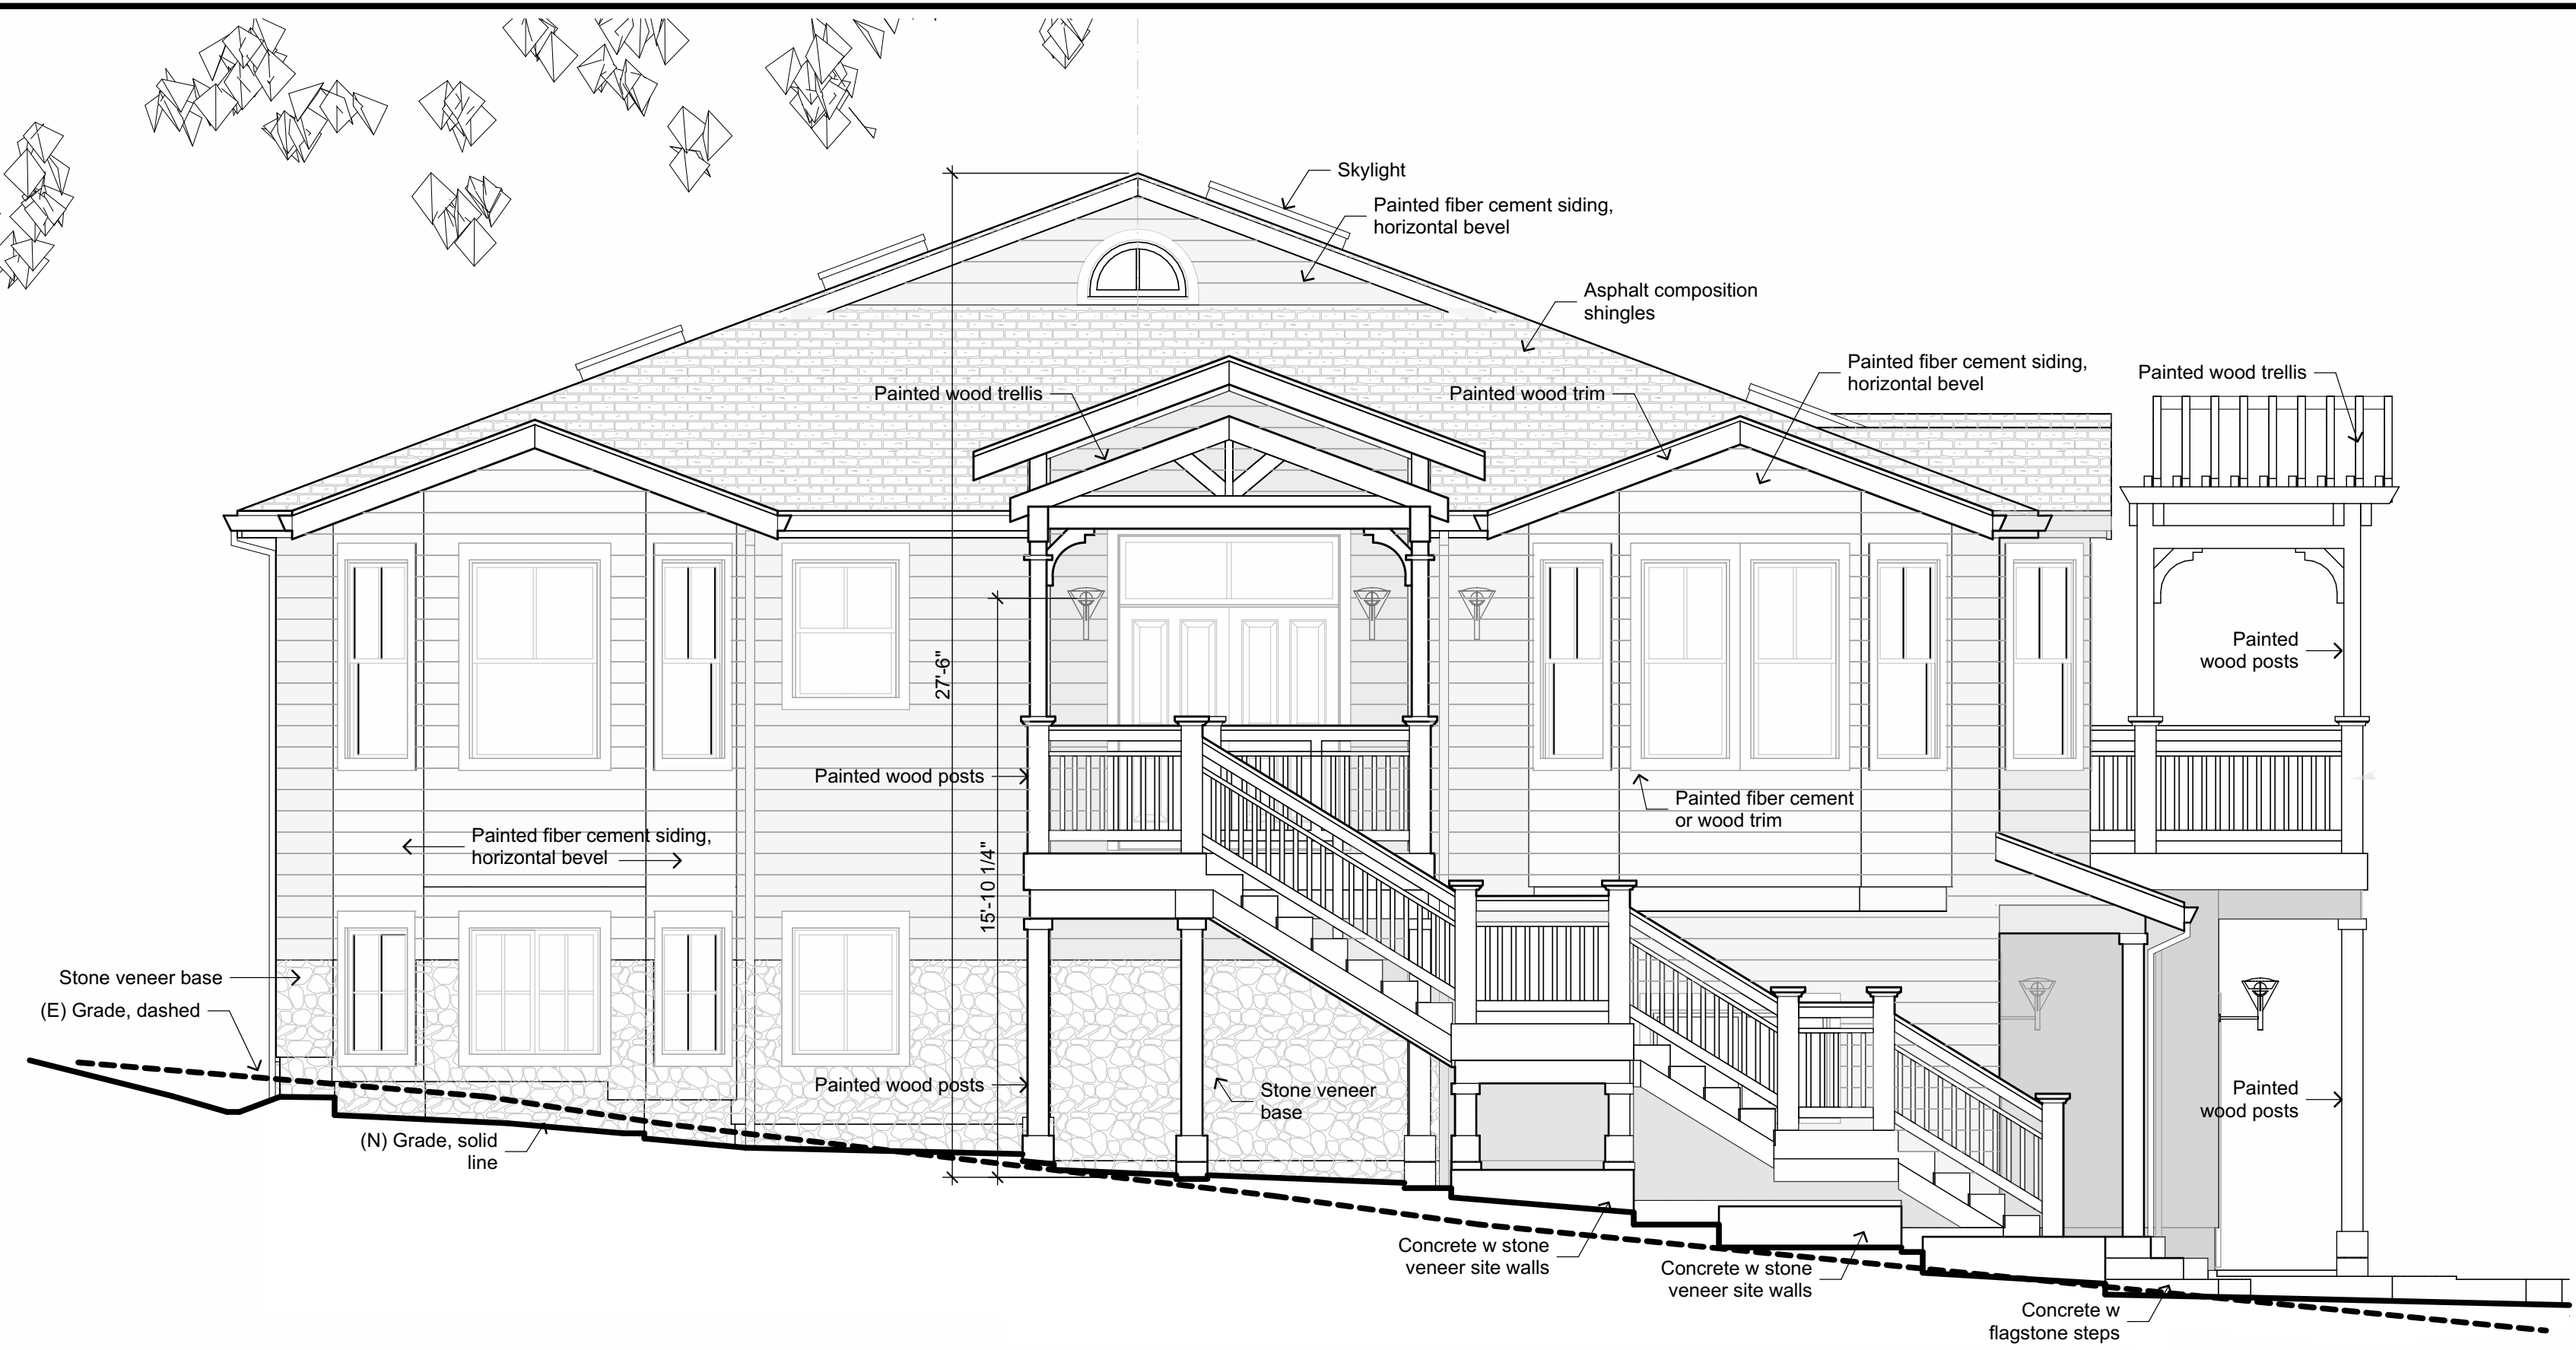 Skylight
Painted fiber cement siding,
horizontal bevel
Asphalt composition
shingles
Painted fiber cement siding,
horizontal bevel
Painted wood trellis
Painted wood trellis
Painted wood trim
Painted
wood posts
27'-6"
Painted wood posts
Painted fiber cement
or wood trim
Painted fiber cement siding,
horizontal bevel
15'-10 1/4"
Stone veneer base
(E) Grade, dashed
Painted wood posts
Stone veneer
base
Painted
wood posts
(N) Grade, solid
line
Concrete w stone
veneer site walls
Concrete w stone
veneer site walls
Concrete w
flagstone steps